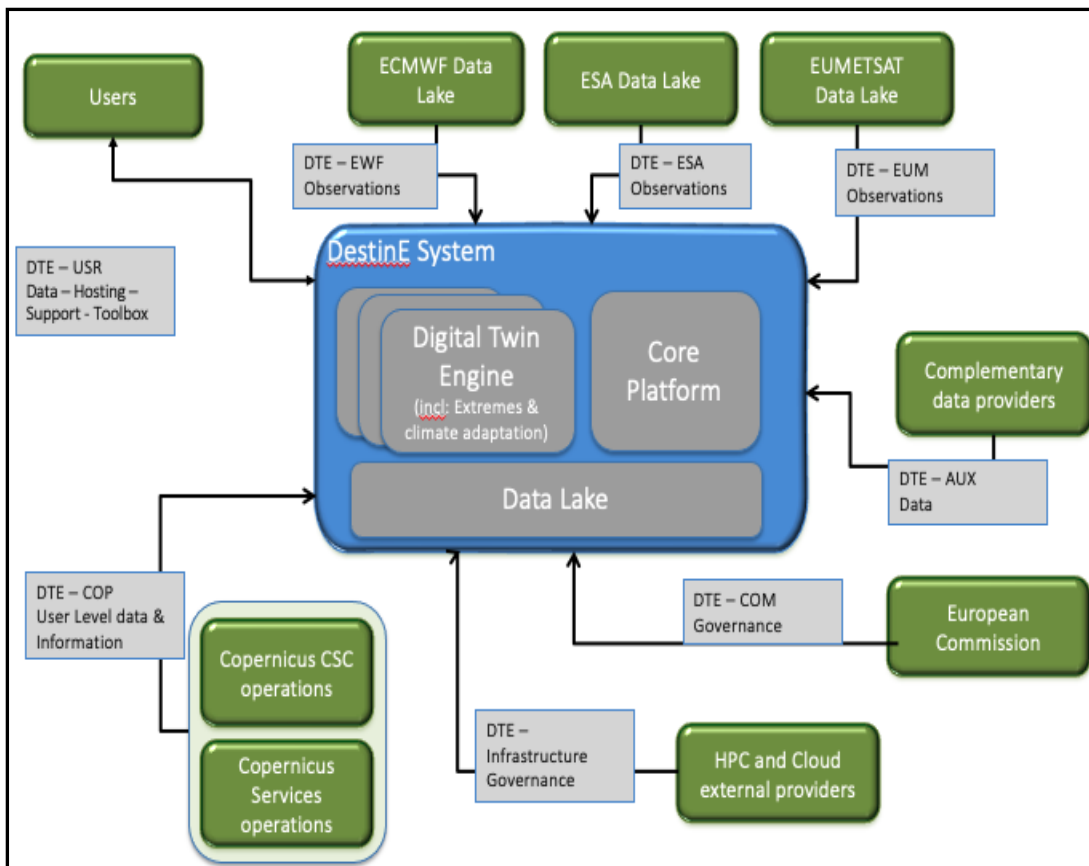 Users
ECMWF Data
Lake
ESA Data Lake
EUMETSAT
Data Lake
DTE – EWF
Observations
DTE – ESA
Observations
DTE – EUM
Observations
DTE – USR
Data – Hosting –
Support - Toolbox
DestinE System
Digital Twin
Engine
(incl: Extremes &
climate adaptation)
Core
Platform
Data Lake
Complementary
data providers
DTE – AUX
Data
DTE – COP
User Level data &
Information
Copernicus CSC
operations
Copernicus
Services
operations
DTE – COM
Governance
European
Commission
DTE –
Infrastructure
Governance
HPC and Cloud
external providers